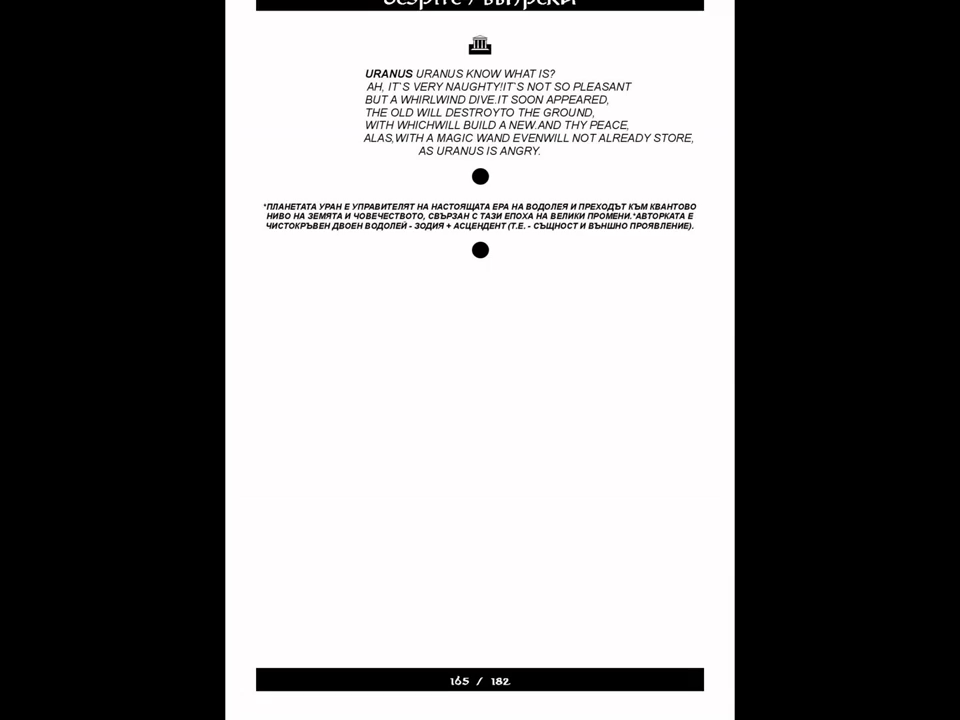 URANUS URANUS KNOW WHAT IS?
AH, IT`S VERY NAUGHTY!IT`S NOT SO PLEASANT
BUT A WHIRLWIND DIVE.IT SOON APPEARED,
THE OLD WILL DESTROYTO THE GROUND,
WITH WHICHWILL BUILD A NEW.AND THY PEACE,
ALAS,WITH A MAGIC WAND EVENWILL NOT ALREADY STORE,
AS URANUS IS ANGRY.
*ПЛАНЕТАТА УРАН Е УПРАВИТЕЛЯТ НА НАСТОЯЩАТА ЕРА НА ВОДОЛЕЯ И ПРЕХОДЪТ КЪМ КВАНТОВО
НИВО НА ЗЕМЯТА И ЧОВЕЧЕСТВОТО, СВЪРЗАН С ТАЗИ ЕПОХА НА ВЕЛИКИ ПРОМЕНИ.*АВТОРКАТА Е
ЧИСТОКРЪВЕН ДВОЕН ВОДОЛЕЙ - ЗОДИЯ + АСЦЕНДЕНТ (Т.Е. - СЪЩНОСТ И ВЪНШНО ПРОЯВЛЕНИЕ).
165 / 182